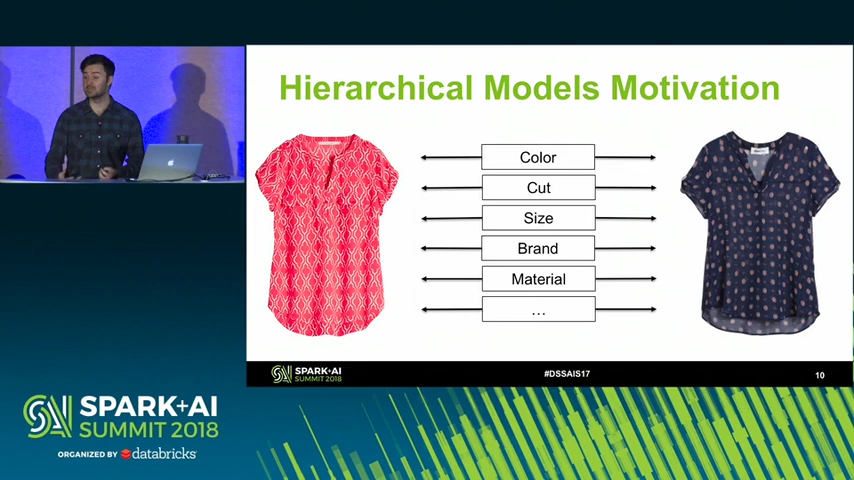 Hierarchical Models Motivation
Color
Cut
Size
Brand
Material
...
SPARK+AI
SUMMIT 2018
#DSSAIS17
10
SPARK+AI
SUMMIT 2018
ORGANIZED BY databricks